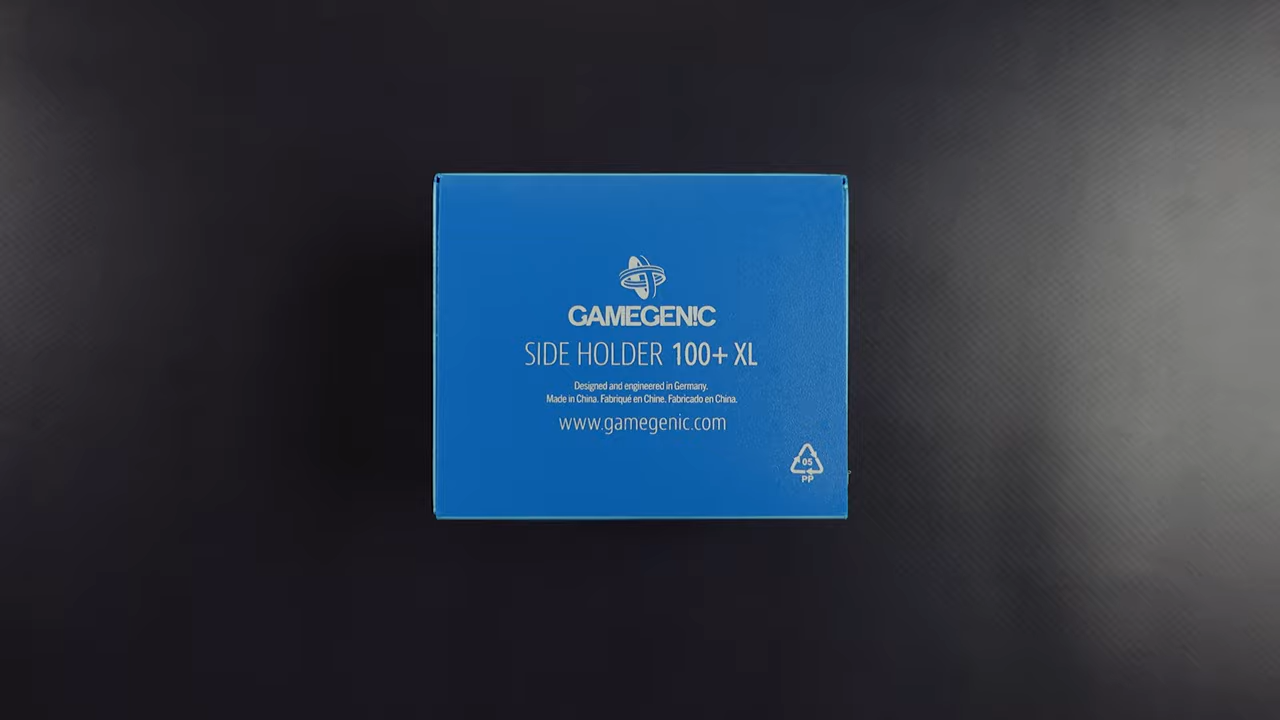 GAMEGEN!C
SIDE HOLDER 100+ XL
Designed and engineered in Germany.
Made in China. Fabriqué en Chine. Fabricado en China.
www.gamegenic.com
05
PP